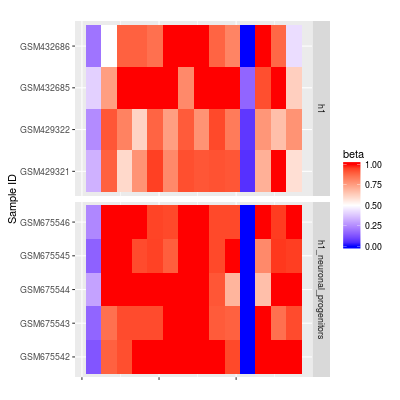 GSM432686
GSM432685
GSM429322
GSM429321
h1
GSM675546
GSM675545
GSM675544
GSM675543
GSM675542
h1_neuronal_progenitors
Sample ID
beta
1.00
0.75
0.50
0.25
0.00